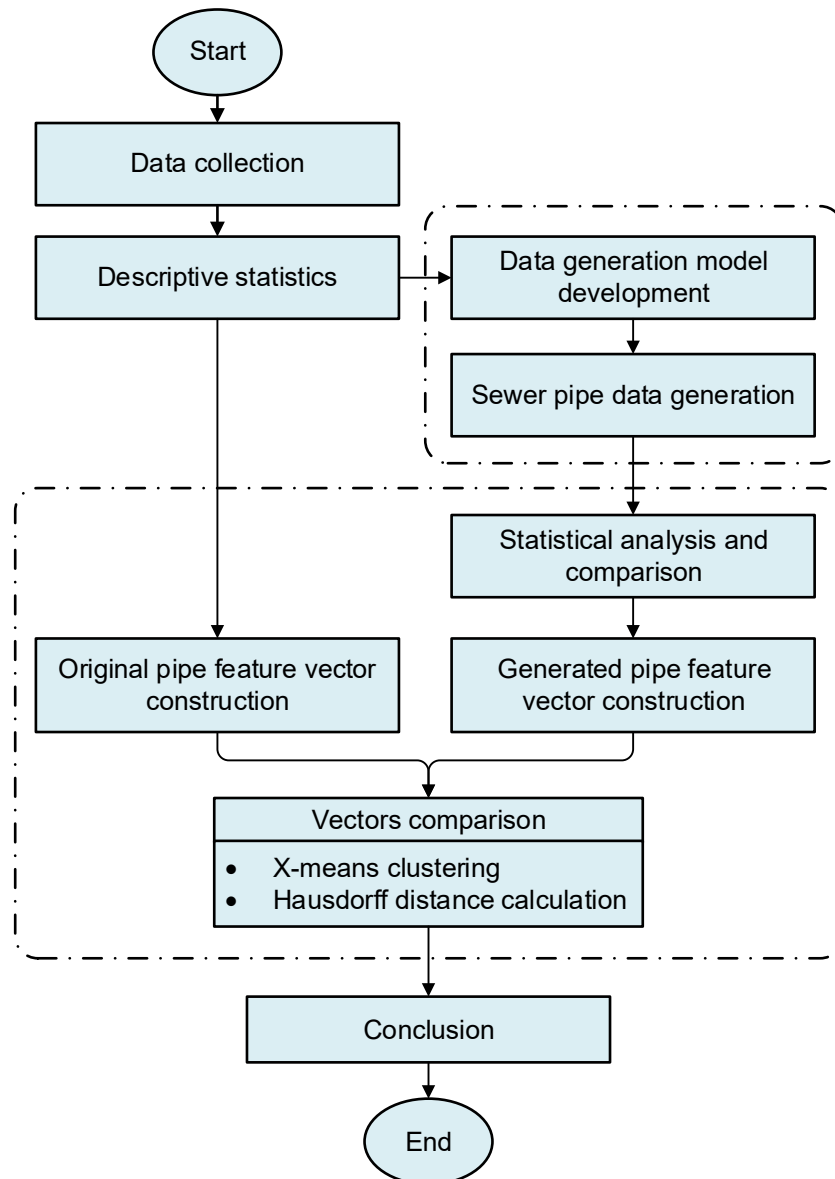 Start
Data collection
Descriptive statistics
Data generation model
development
Sewer pipe data generation
Statistical analysis and
comparison
Original pipe feature vector
construction
Generated pipe feature
vector construction
Vectors comparison
• X-means clustering
• Hausdorff distance calculation
Conclusion
End